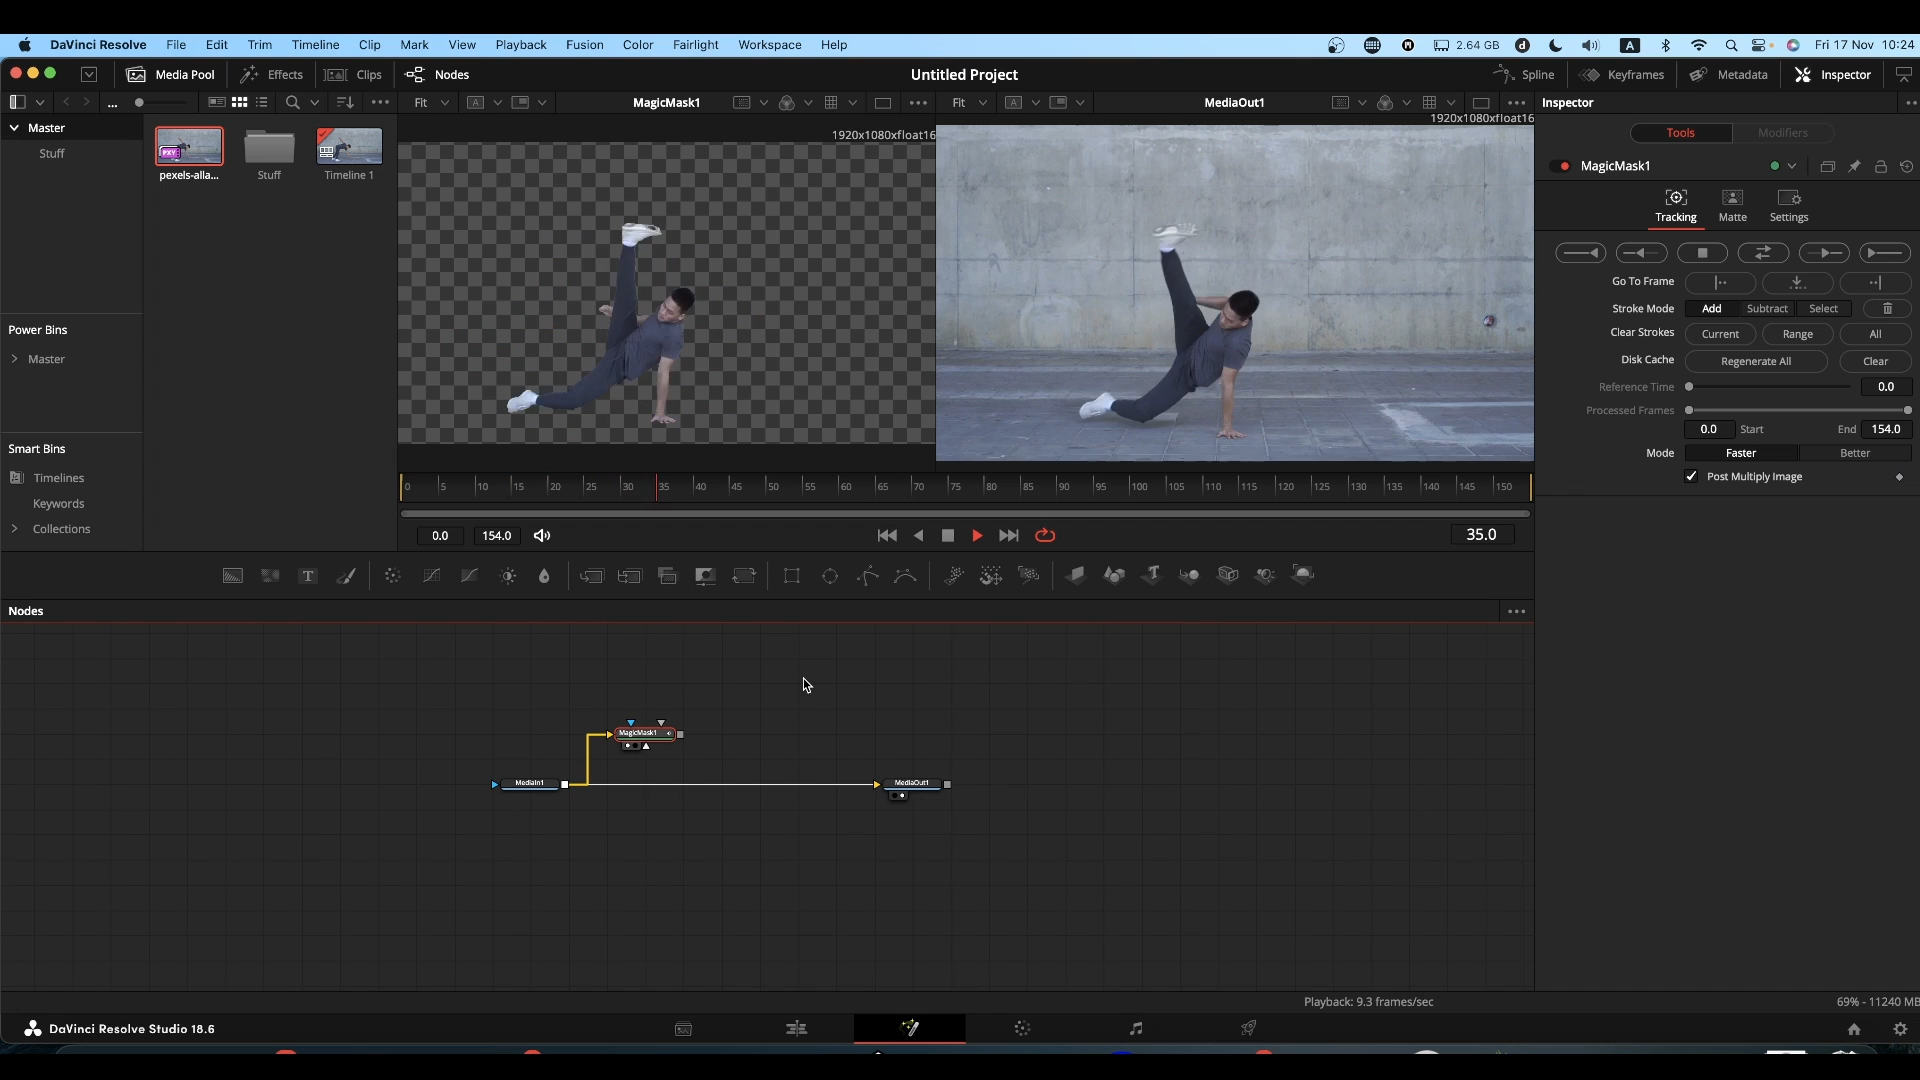 DaVinci Resolve File Edit Trim Timeline Clip Mark View Playback Fusion Color Fairlight Workspace Help 2.64 GB A Fri 17 Nov 10:24
Media Pool Effects Clips Nodes Untitled Project Spline Keyframes Metadata Inspector
... Fit A MagicMask1 Fit A MediaOut1 Inspector
1920x1080xfloat16 1920x1080xfloat16
Master
Stuff
pexels-alla... Stuff Timeline 1
Tools Modifiers
MagicMask1
Tracking Matte Settings
Go To Frame
Stroke Mode Add Subtract Select
Clear Strokes Current Range All
Disk Cache Regenerate All Clear
Reference Time 0.0
Processed Frames
0.0 Start End 154.0
Mode Faster Better
Post Multiply Image
Power Bins
Master
Smart Bins
Timelines
Keywords
Collections
0 5 10 15 20 25 30 35 40 45 50 55 60 65 70 75 80 85 90 95 100 105 110 115 120 125 130 135 140 145 150
0.0 154.0 35.0
T
Nodes
MagicMask1
MediaIn1 MediaOut1
Playback: 9.3 frames/sec 69% - 11240 MB
DaVinci Resolve Studio 18.6